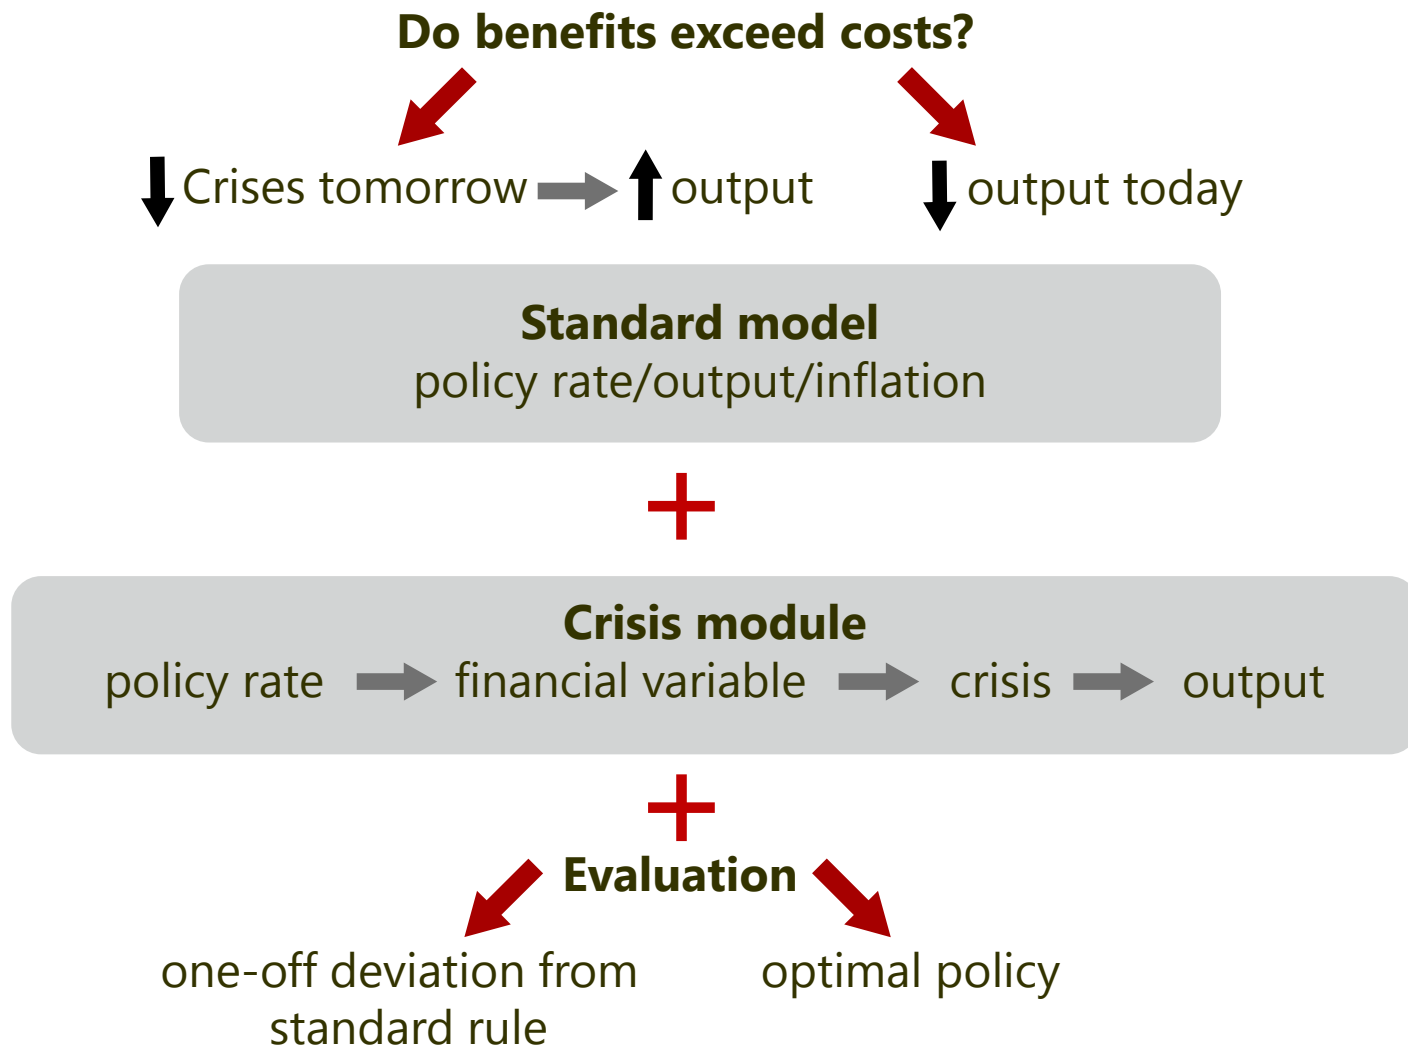 Do benefits exceed costs?
Crises tomorrow output output today
Standard model
policy rate/output/inflation
Crisis module
policy rate financial variable crisis output
Evaluation
one-off deviation from optimal policy
standard rule